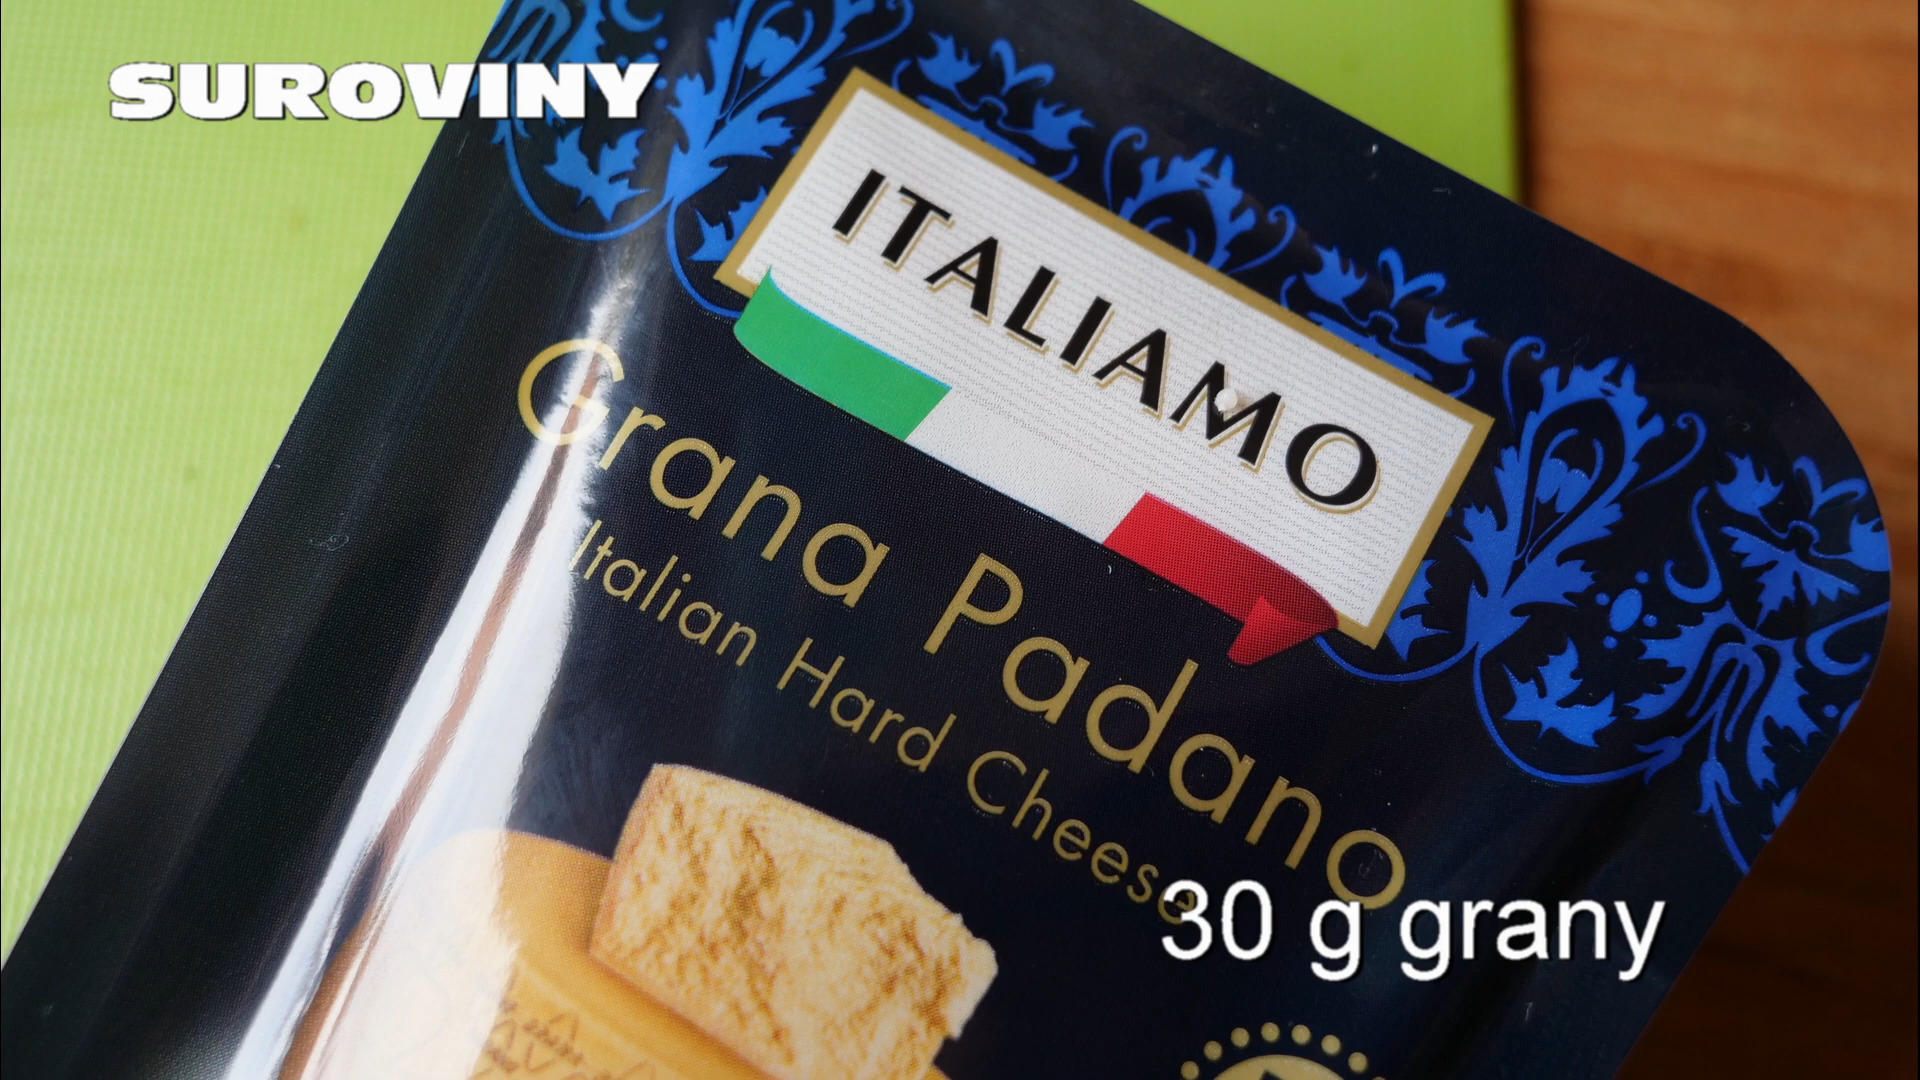 SUROVINY
ITALIAMO
Grana Padano
Italian Hard Cheese
30 g grany